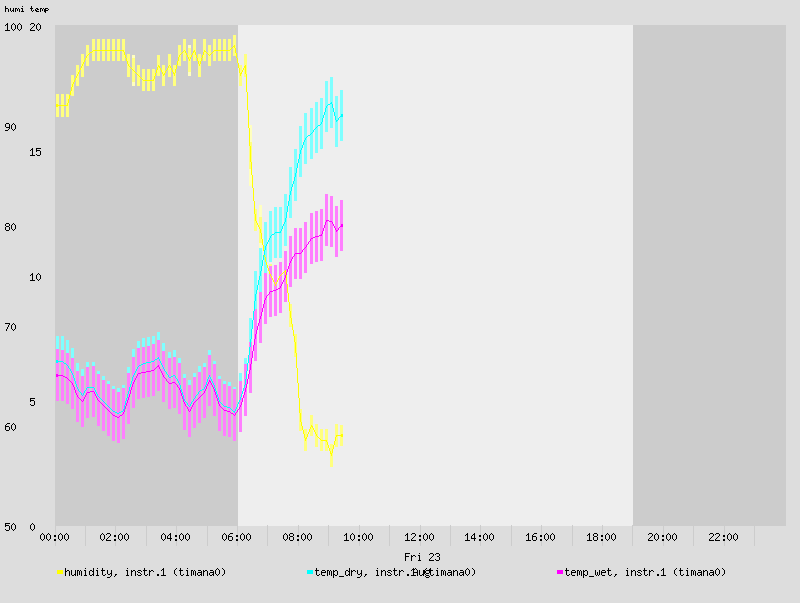 humi temp
100 20
90
15
80
10
70
5
60
50 0
00:00 02:00 04:00 06:00 08:00 10:00 12:00 14:00 16:00 18:00 20:00 22:00
Fri 23
Aug
humidity, instr.1 (timana0) temp_dry, instr.1 (timana0) temp_wet, instr.1 (timana0)